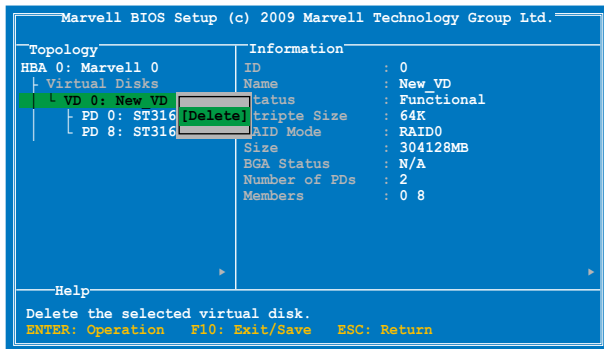 Marvell BIOS Setup (c) 2009 Marvell Technology Group Ltd.
Topology
HBA 0: Marvell 0
Virtual Disks
VD 0: New_VD
PD 0: ST316
PD 8: ST316
[Delete]
Information
ID : 0
Name : New_VD
tatus : Functional
tripte Size : 64K
AID Mode : RAID0
Size : 304128MB
BGA Status : N/A
Number of PDs : 2
Members : 0 8
Help
Delete the selected virtual disk.
ENTER: Operation F10: Exit/Save ESC: Return